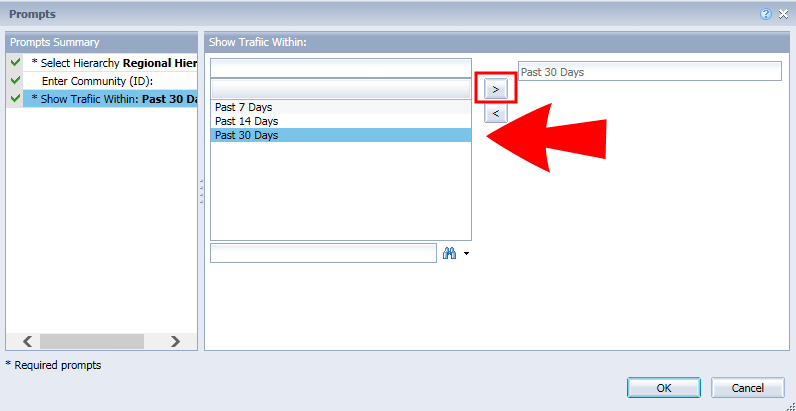 Prompts
Prompts Summary
* Select Hierarchy Regional Hier
Enter Community (ID):
* Show Trafiic Within: Past 30 Da
Show Trafiic Within:
Past 30 Days
>
<
Past 7 Days
Past 14 Days
Past 30 Days
* Required prompts
OK
Cancel